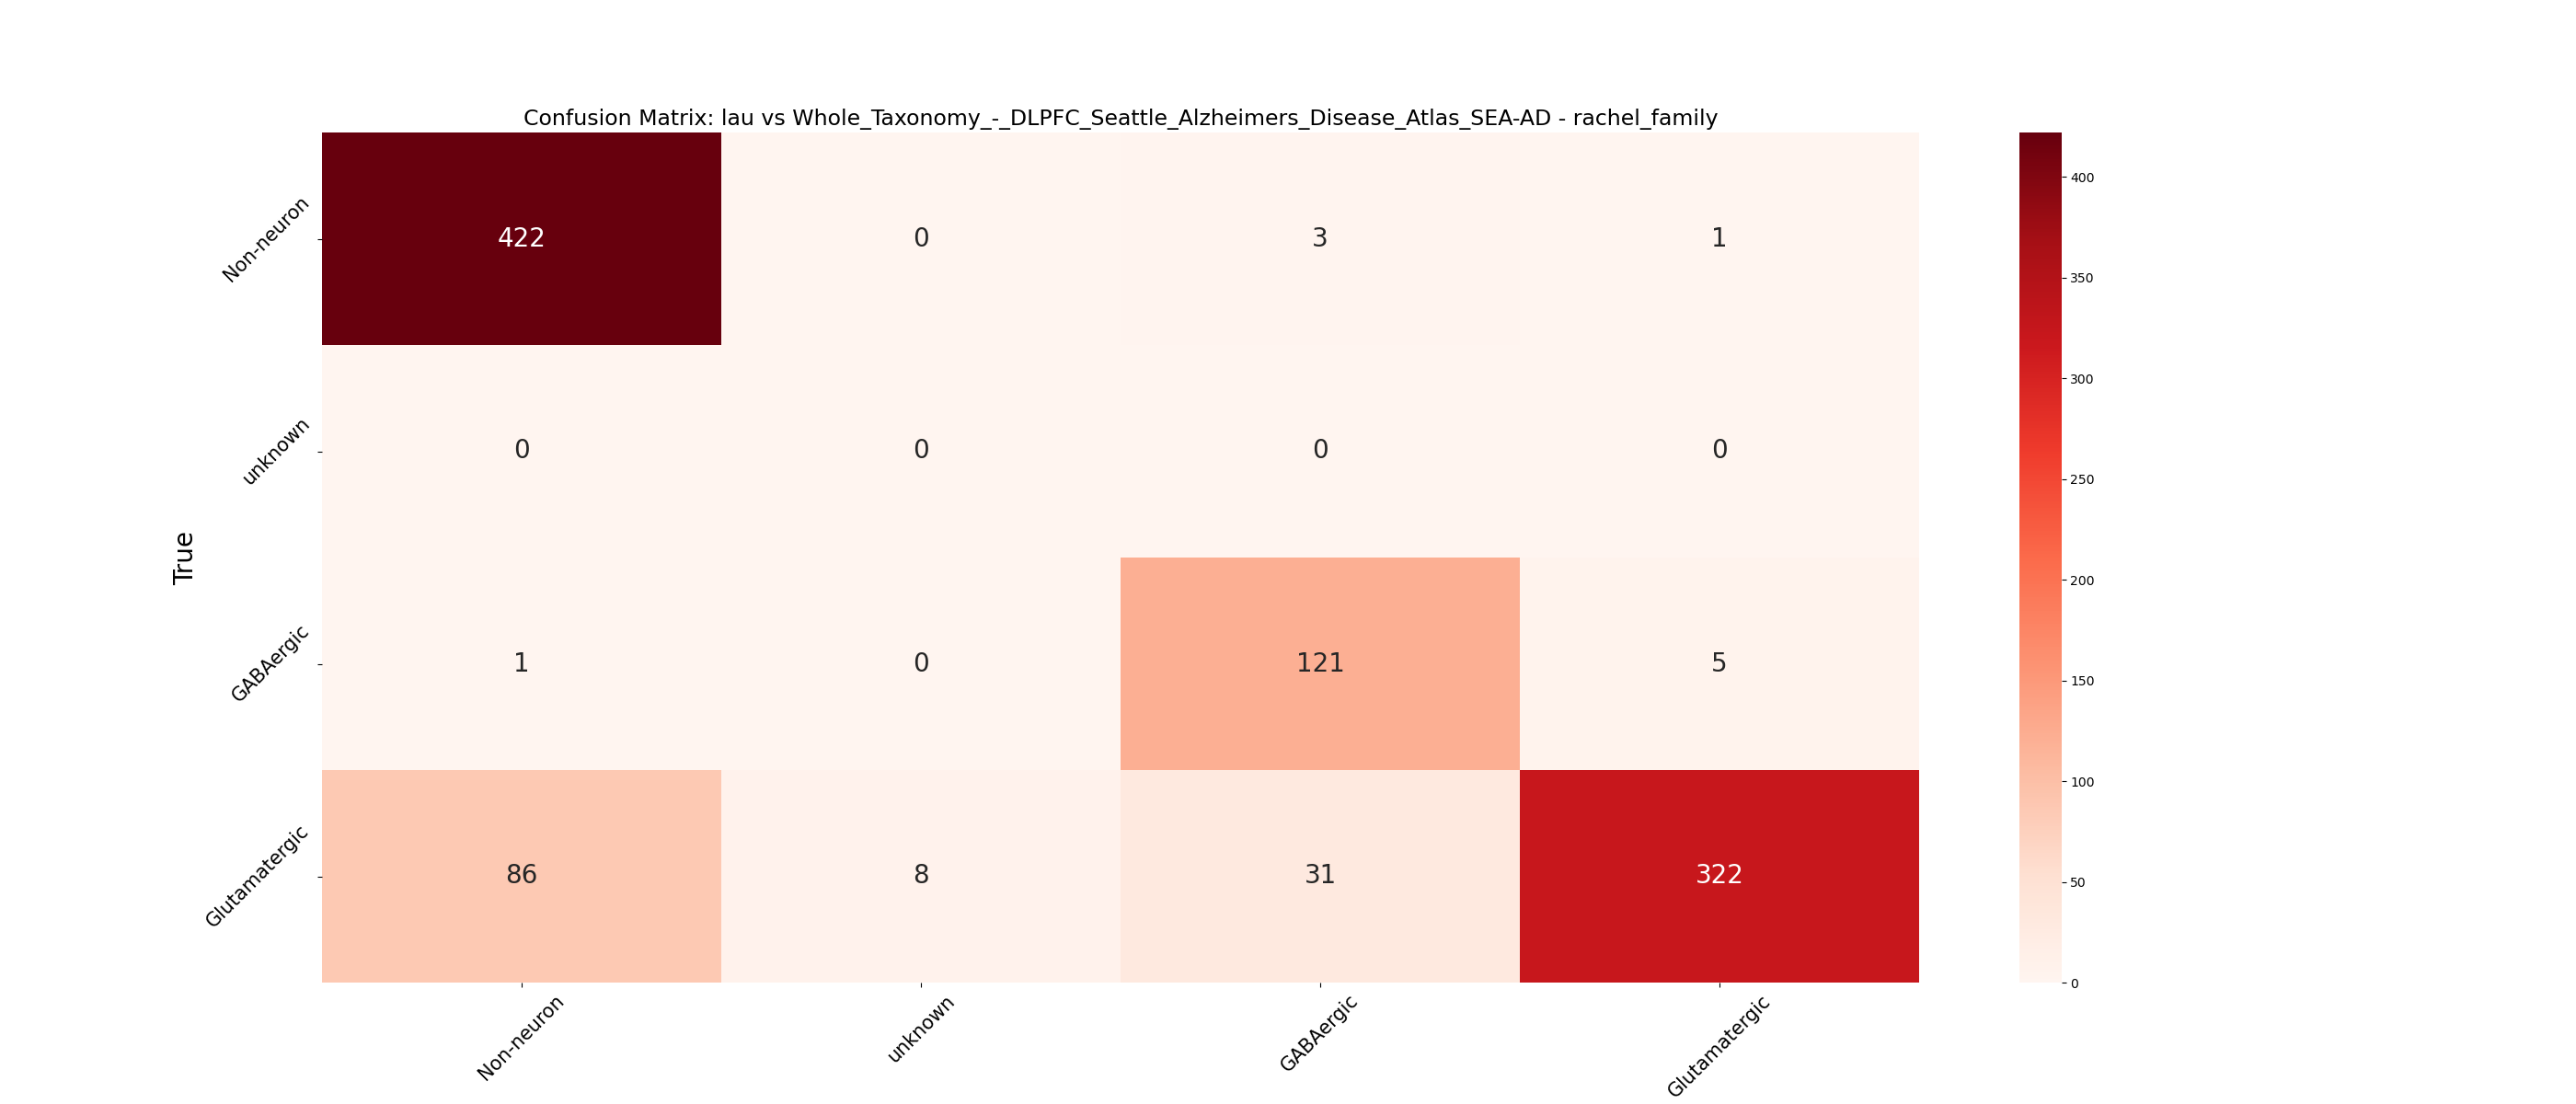 Confusion Matrix: lau vs Whole_Taxonomy_-_DLPFC_Seattle_Alzheimers_Disease_Atlas_SEA-AD - rachel_family
Non-neuron
422
0
3
1
unknown
0
0
0
0
GABAergic
1
0
121
5
Glutamatergic
86
8
31
322
True
Non-neuron
unknown
GABAergic
Glutamatergic
400
350
300
250
200
150
100
50
0